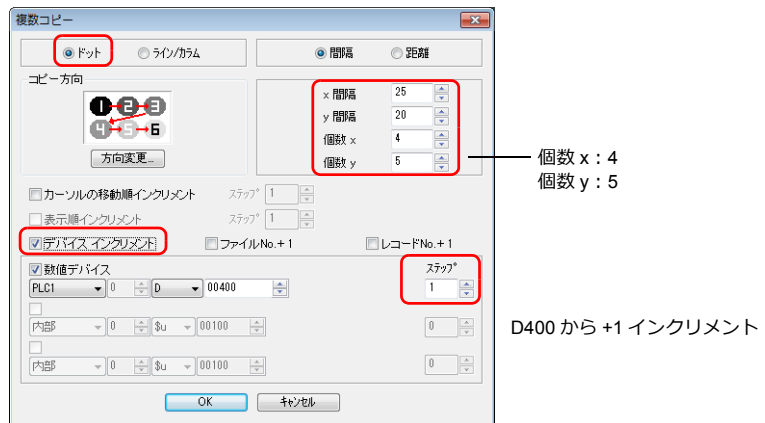 複数コピー
ドット ライン/カラム 間隔 距離
コピー方向
1 2 3
4 5 6
方向変更...
x 間隔 25
y 間隔 20
個数 x 4
個数 y 5
個数 x：4
個数 y：5
カーソルの移動順インクリメント ステップ 1
表示順インクリメント ステップ 1
デバイス インクリメント ファイルNo.+1 レコードNo.+1
数値デバイス ステップ
PLC1 0 D 00400 1
内部 0 $u 00100 0
内部 0 $u 00100 0
D400 から +1 インクリメント
OK キャンセル